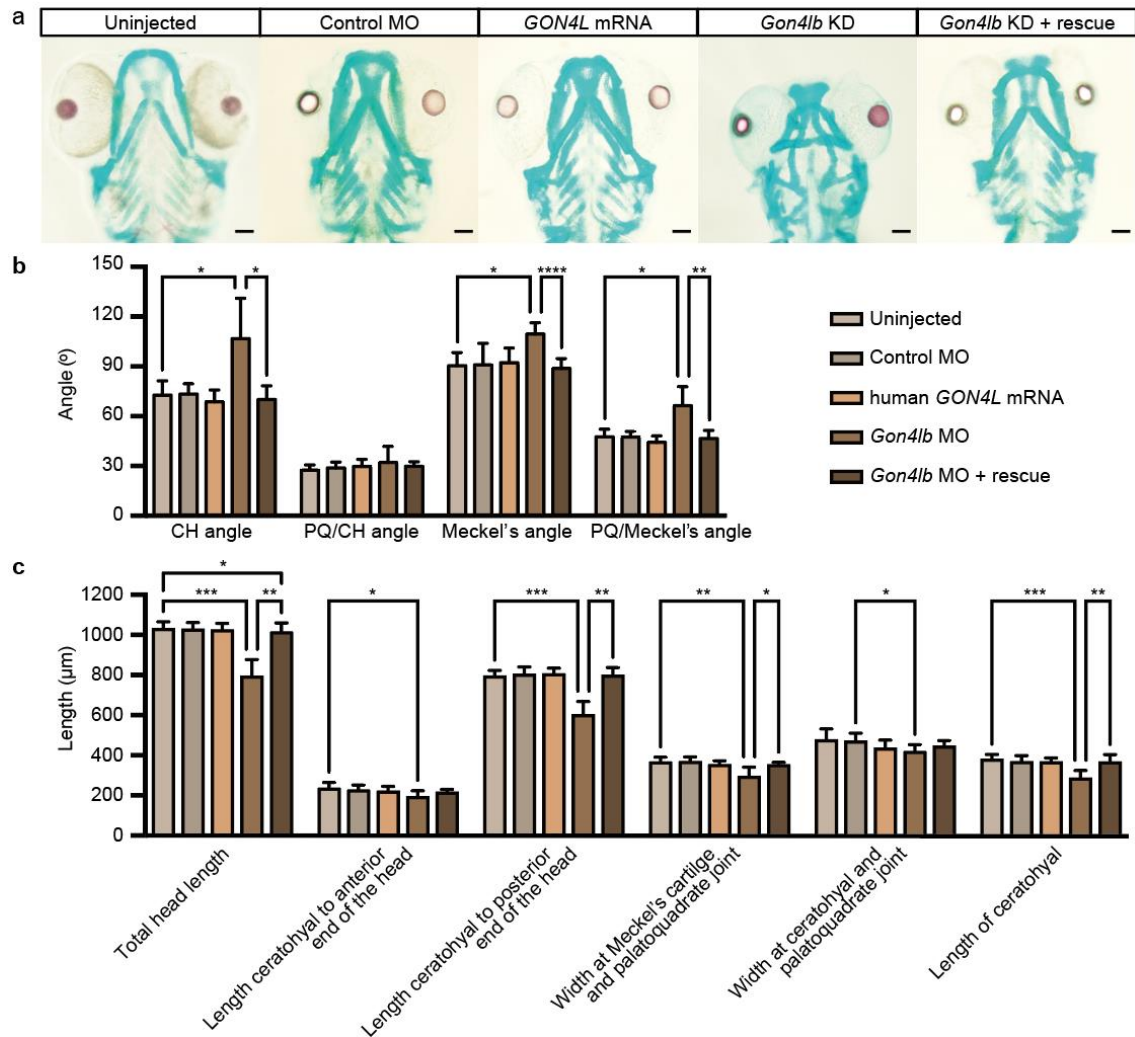 a
Uninjected
Control MO
GON4L mRNA
Gon4lb KD
Gon4lb KD + rescue
b
150
120
90
60
30
0
Angle (º)
*
*
*
****
*
**
CH angle
PQ/CH angle
Meckel's angle
PQ/Meckel's angle
Uninjected
Control MO
human GON4L mRNA
Gon4lb MO
Gon4lb MO + rescue
c
1200
1000
800
600
400
200
0
Length (µm)
*
***
**
*
***
**
**
*
*
***
**
Total head length
Length ceratohyal to anterior
end of the head
Length ceratohyal to posterior
end of the head
Width at Meckel's cartilge
and palatoquadrate joint
Width at ceratohyal and
palatoquadrate joint
Length of ceratohyal